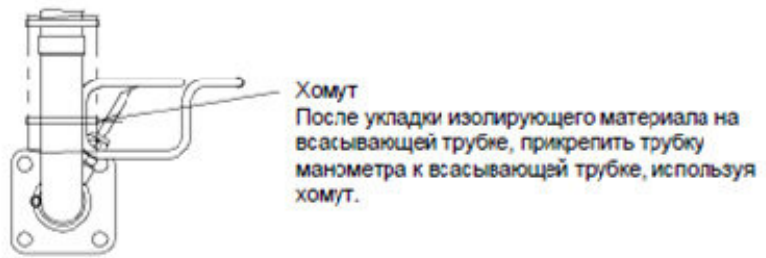 Хомут
После укладки изолирующего материала на
всасывающей трубке, прикрепить трубку
манометра к всасывающей трубке, используя
хомут.